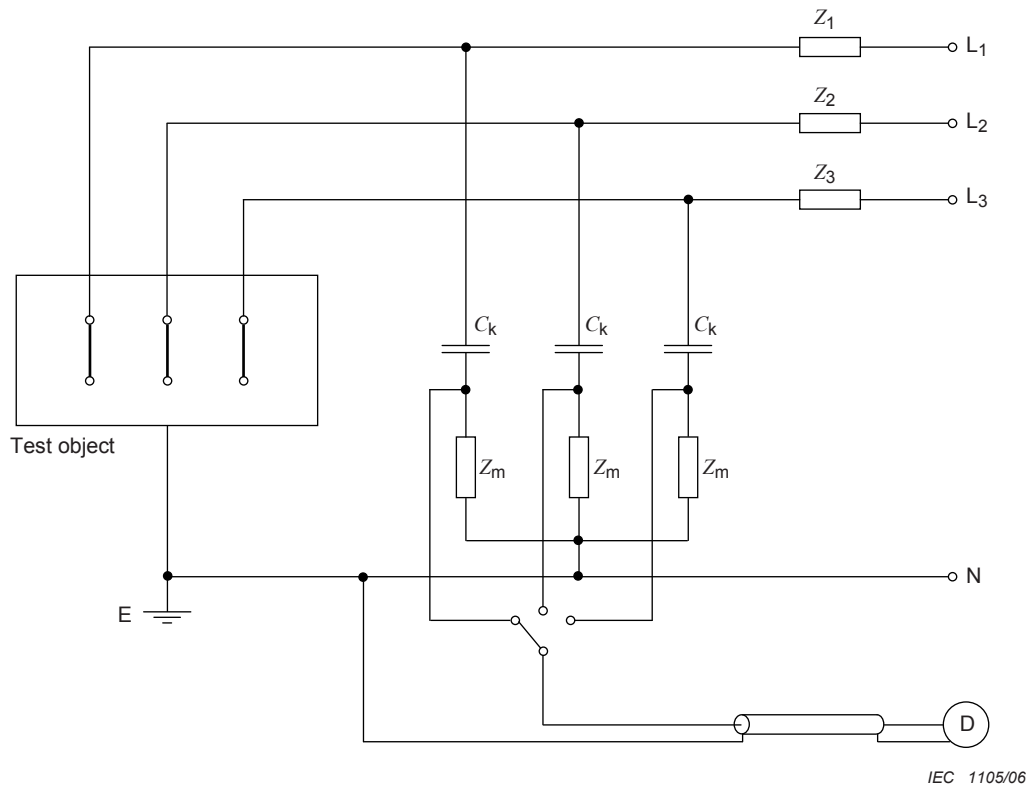 Z1
L1
Z2
L2
Z3
L3
Ck
Ck
Ck
Test object
Zm
Zm
Zm
N
E
D
IEC 1105/06